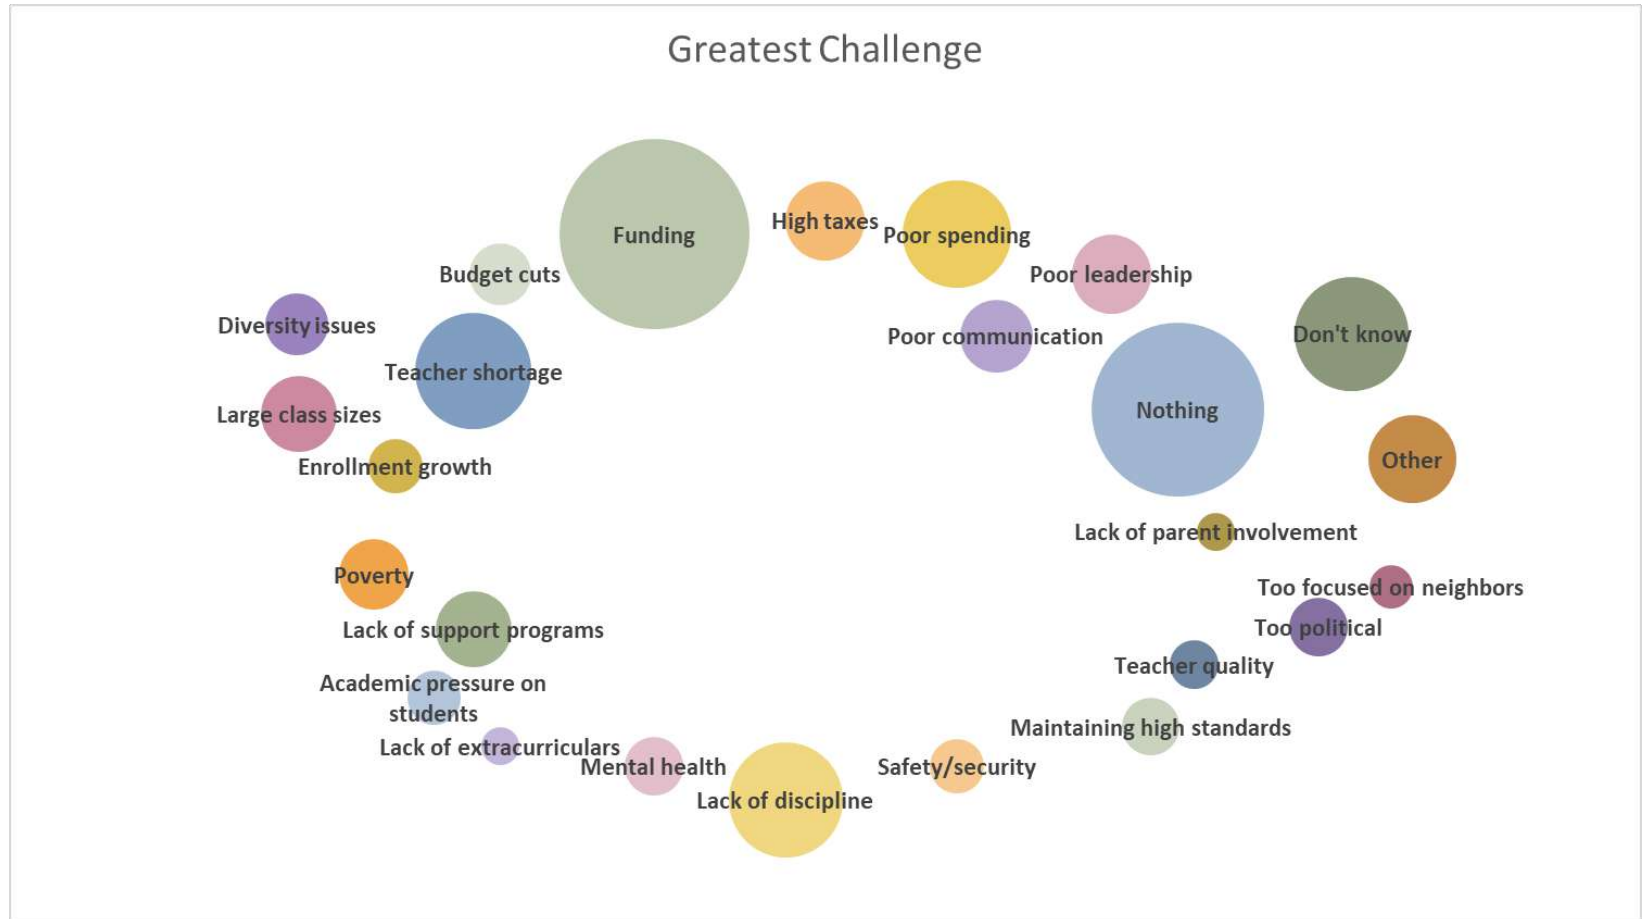 Greatest Challenge
Funding
High taxes
Poor spending
Budget cuts
Poor leadership
Diversity issues
Poor communication
Don't know
Teacher shortage
Large class sizes
Nothing
Enrollment growth
Other
Lack of parent involvement
Poverty
Too focused on neighbors
Lack of support programs
Too political
Teacher quality
Academic pressure on
students
Maintaining high standards
Lack of extracurriculars
Mental health
Safety/security
Lack of discipline